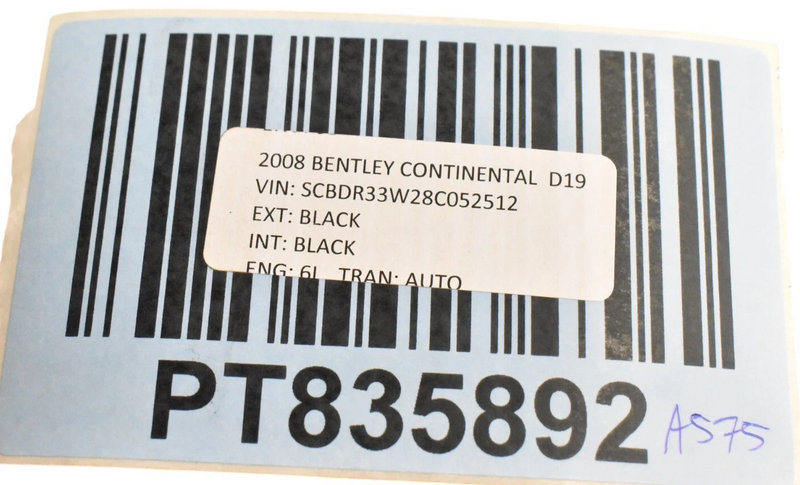 2008 BENTLEY CONTINENTAL D19
VIN: SCBDR33W28C052512
EXT: BLACK
INT: BLACK
ENG: 6L TRAN: AUTO
PT835892
A575